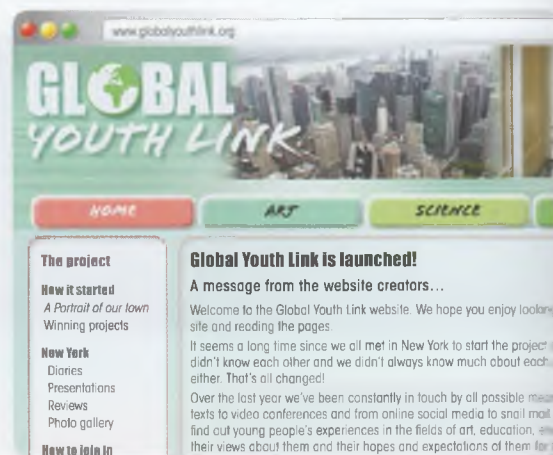 www.globalyouthlink.org
GLOBAL
YOUTH LINK
HOME
ART
SCIENCE
The project
How it started
A Portrait of our town
Winning projects
New York
Diaries
Presentations
Reviews
Photo gallery
How to join in
Global Youth Link is launched!
A message from the website creators...
Welcome to the Global Youth Link website. We hope you enjoy
site and reading the pages.
It seems a long time since we all met in New York to start the project
didn't know each other and we didn't always know much about each
either. That's all changed!
Over the last year we've been constantly in touch by all possible
texts to video conferences and from online social media to snail mail
find out young people's experiences in the fields of art, education,
their views about them and their hopes and expectations of them for